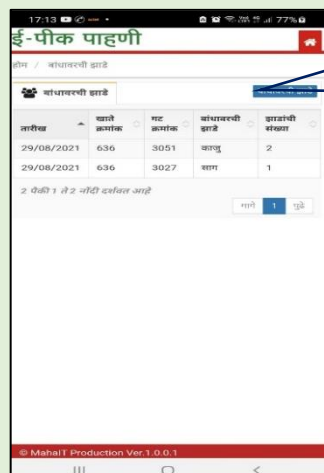 17:13 77%
ई-पीक पाहणी
होम / बांधावरची झाडे
बांधावरची झाडे
तारीख खाते क्रमांक गट क्रमांक बांधावरची झाडे झाडांची संख्या
29/08/2021 636 3051 काजु 2
29/08/2021 636 3027 साग 1
2 पैकी 1 ते 2 नोंदी दर्शवत आहे
मागे 1 पुढे
© MahaIT Production Ver.1.0.0.1